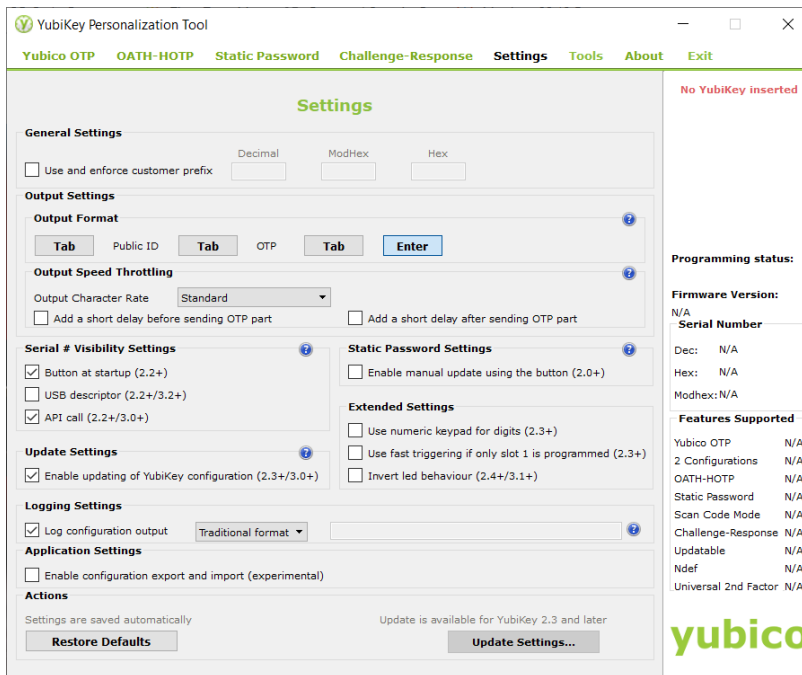 YubiKey Personalization Tool
Yubico OTP OATH-HOTP Static Password Challenge-Response Settings Tools About Exit
Settings
General Settings
Decimal ModHex Hex
Use and enforce customer prefix
Output Settings
Output Format
Tab Public ID Tab OTP Tab Enter
Output Speed Throttling
Output Character Rate Standard
Add a short delay before sending OTP part Add a short delay after sending OTP part
Serial # Visibility Settings
Button at startup (2.2+)
USB descriptor (2.2+/3.2+)
API call (2.2+/3.0+)
Static Password Settings
Enable manual update using the button (2.0+)
Update Settings
Enable updating of YubiKey configuration (2.3+/3.0+)
Extended Settings
Use numeric keypad for digits (2.3+)
Use fast triggering if only slot 1 is programmed (2.3+)
Invert led behaviour (2.4+/3.1+)
Logging Settings
Log configuration output Traditional format
Application Settings
Enable configuration export and import (experimental)
Actions
Settings are saved automatically Update is available for YubiKey 2.3 and later
Restore Defaults Update Settings...
No YubiKey inserted
Programming status:
Firmware Version:
N/A
Serial Number
Dec: N/A
Hex: N/A
Modhex: N/A
Features Supported
Yubico OTP N/A
2 Configurations N/A
OATH-HOTP N/A
Static Password N/A
Scan Code Mode N/A
Challenge-Response N/A
Updatable N/A
Ndef N/A
Universal 2nd Factor N/A
yubico